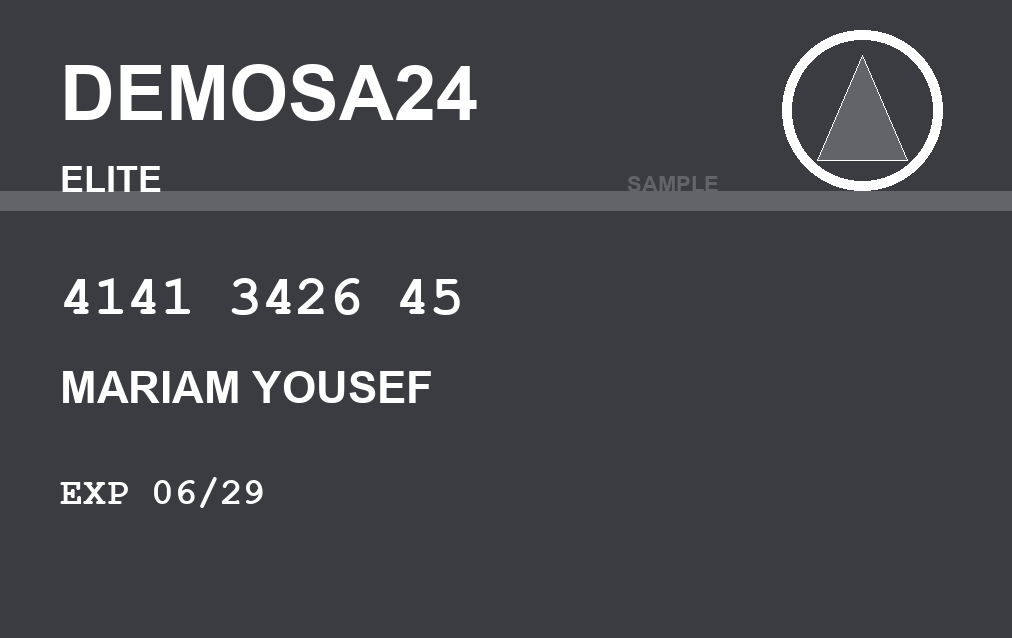 DEMOSA24
ELITE
SAMPLE
4141 3426 45
MARIAM YOUSEF
EXP 06/29